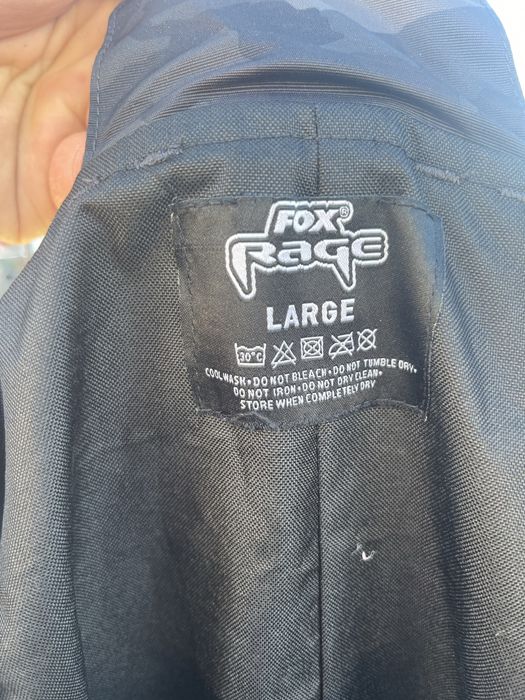 FOX®
Rage
LARGE
30°C
COOL WASH • DO NOT BLEACH • DO NOT TUMBLE DRY •
DO NOT IRON • DO NOT DRY CLEAN •
STORE WHEN COMPLETELY DRY